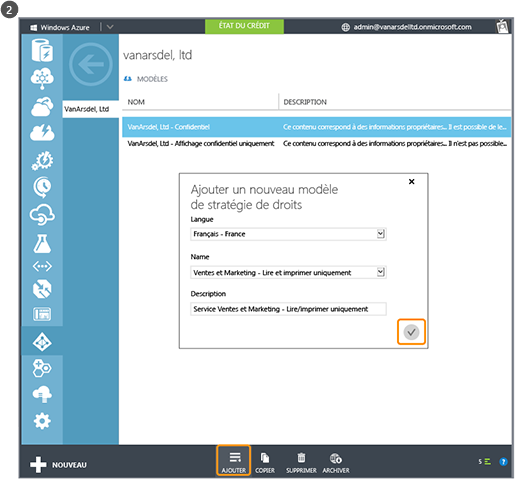 2
Windows Azure
ÉTAT DU CRÉDIT
admin@vanarsdelltd.onmicrosoft.com
vanarsdel, ltd
MODÈLES
VanArsdel, Ltd
NOM DESCRIPTION
VanArsdel, Ltd - Confidentiel Ce contenu correspond à des informations propriétaires... Il est possible de le...
VanArsdel, Ltd - Affichage confidentiel uniquement Ce contenu correspond à des informations propriétaires... Il n'est pas possible...
Ajouter un nouveau modèle
de stratégie de droits
Langue
Français - France
Name
Ventes et Marketing - Lire et imprimer uniquement
Description
Service Ventes et Marketing - Lire/imprimer uniquement
NOUVEAU
AJOUTER COPIER SUPPRIMER ARCHIVER
5
?